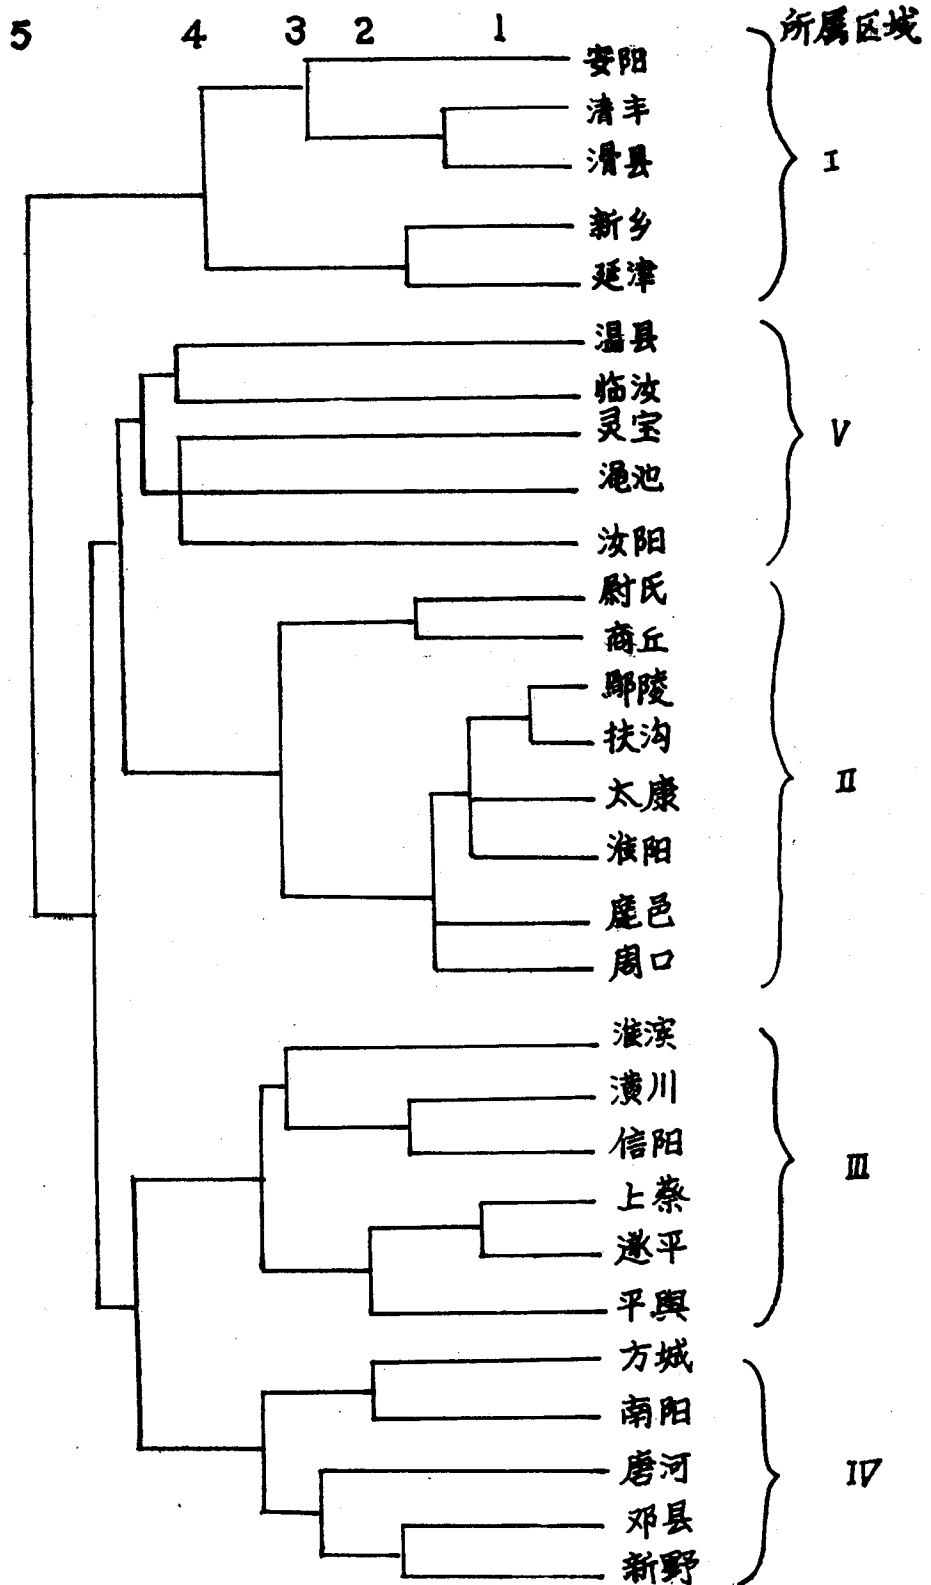 5 4 3 2 1 所属区域
安阳
清丰
滑县
I
新乡
延津
温县
临汝
灵宝
V
渑池
汝阳
尉氏
商丘
鄢陵
扶沟
II
太康
淮阳
鹿邑
周口
淮滨
潢川
信阳
III
上蔡
遂平
平舆
方城
南阳
唐河
IV
邓县
新野